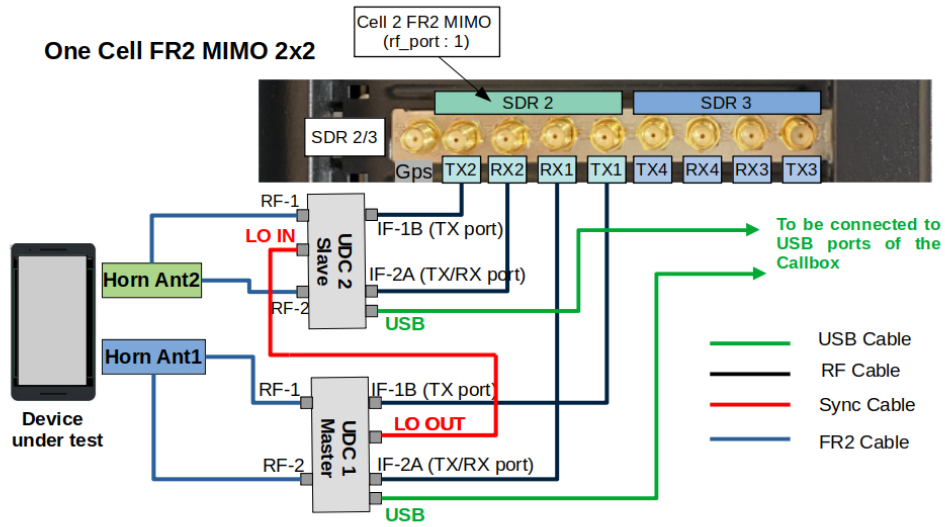 One Cell FR2 MIMO 2x2
Cell 2 FR2 MIMO
(rf_port : 1)
SDR 2
SDR 3
SDR 2/3
Gps
TX2
RX2
RX1
TX1
TX4
RX4
RX3
TX3
RF-1
LO IN
UDC 2
Slave
IF-1B (TX port)
IF-2A (TX/RX port)
RF-2
USB
To be connected to
USB ports of the
Callbox
Horn Ant2
Horn Ant1
Device
under test
RF-1
IF-1B (TX port)
LO OUT
UDC 1
Master
RF-2
IF-2A (TX/RX port)
USB
USB Cable
RF Cable
Sync Cable
FR2 Cable